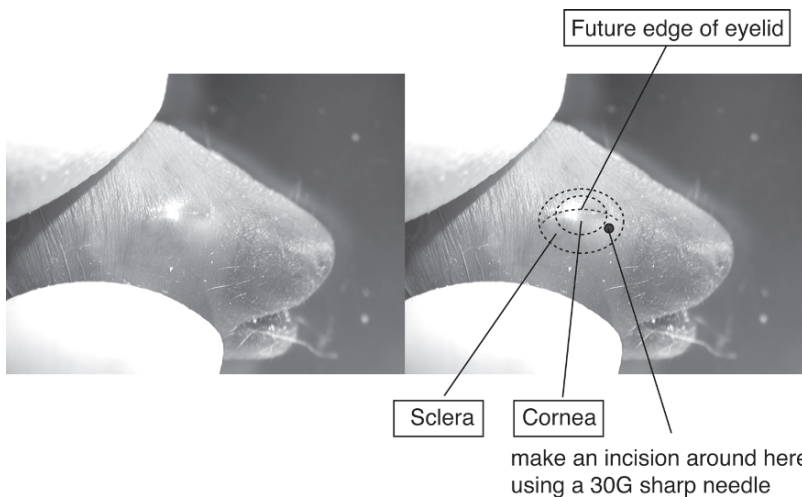 Future edge of eyelid
Sclera
Cornea
make an incision around here
using a 30G sharp needle